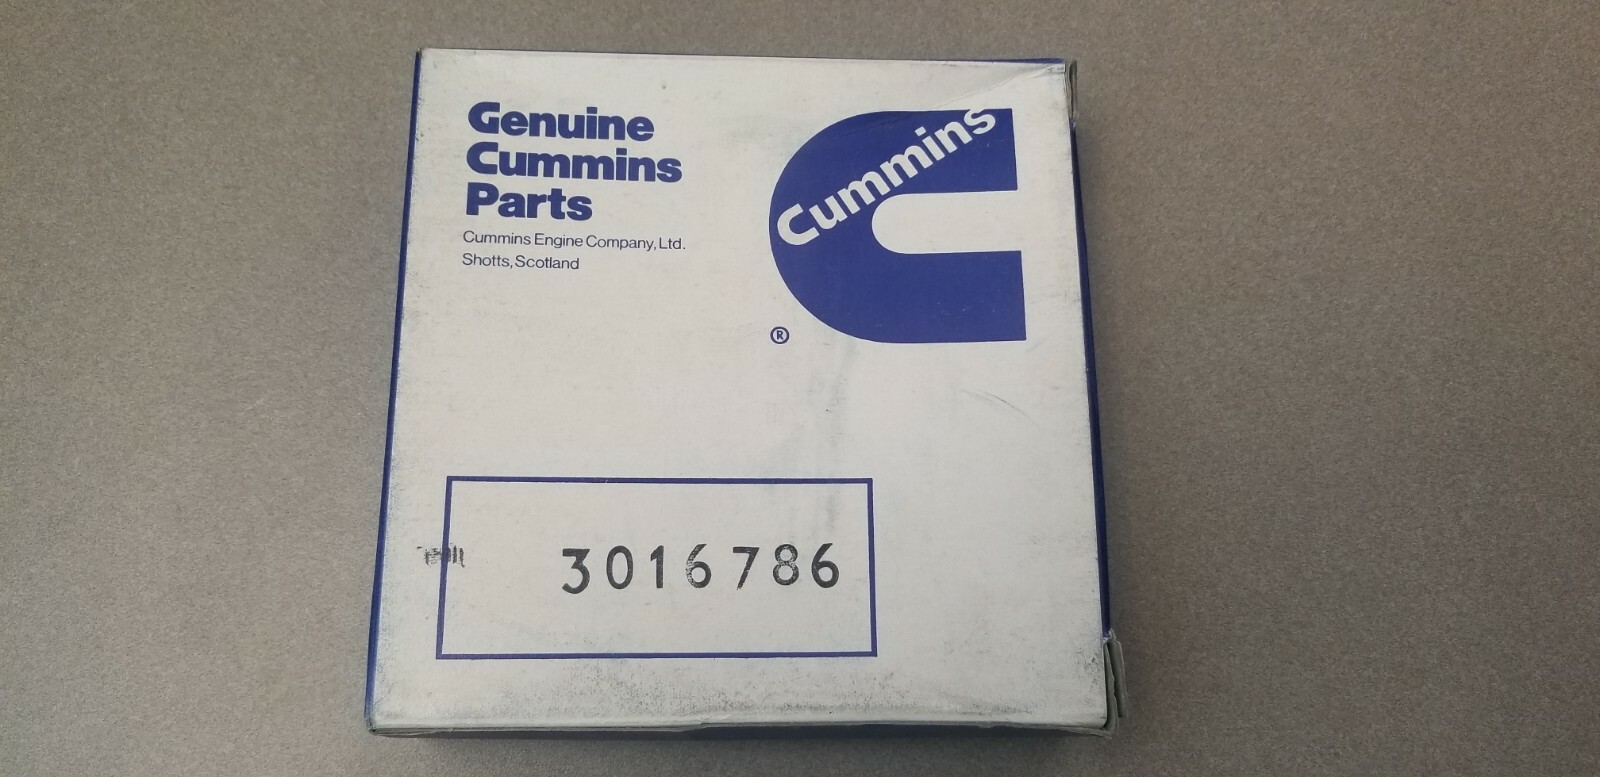 Genuine
Cummins
Parts
Cummins Engine Company, Ltd.
Shotts, Scotland
Cummins
®
3016786